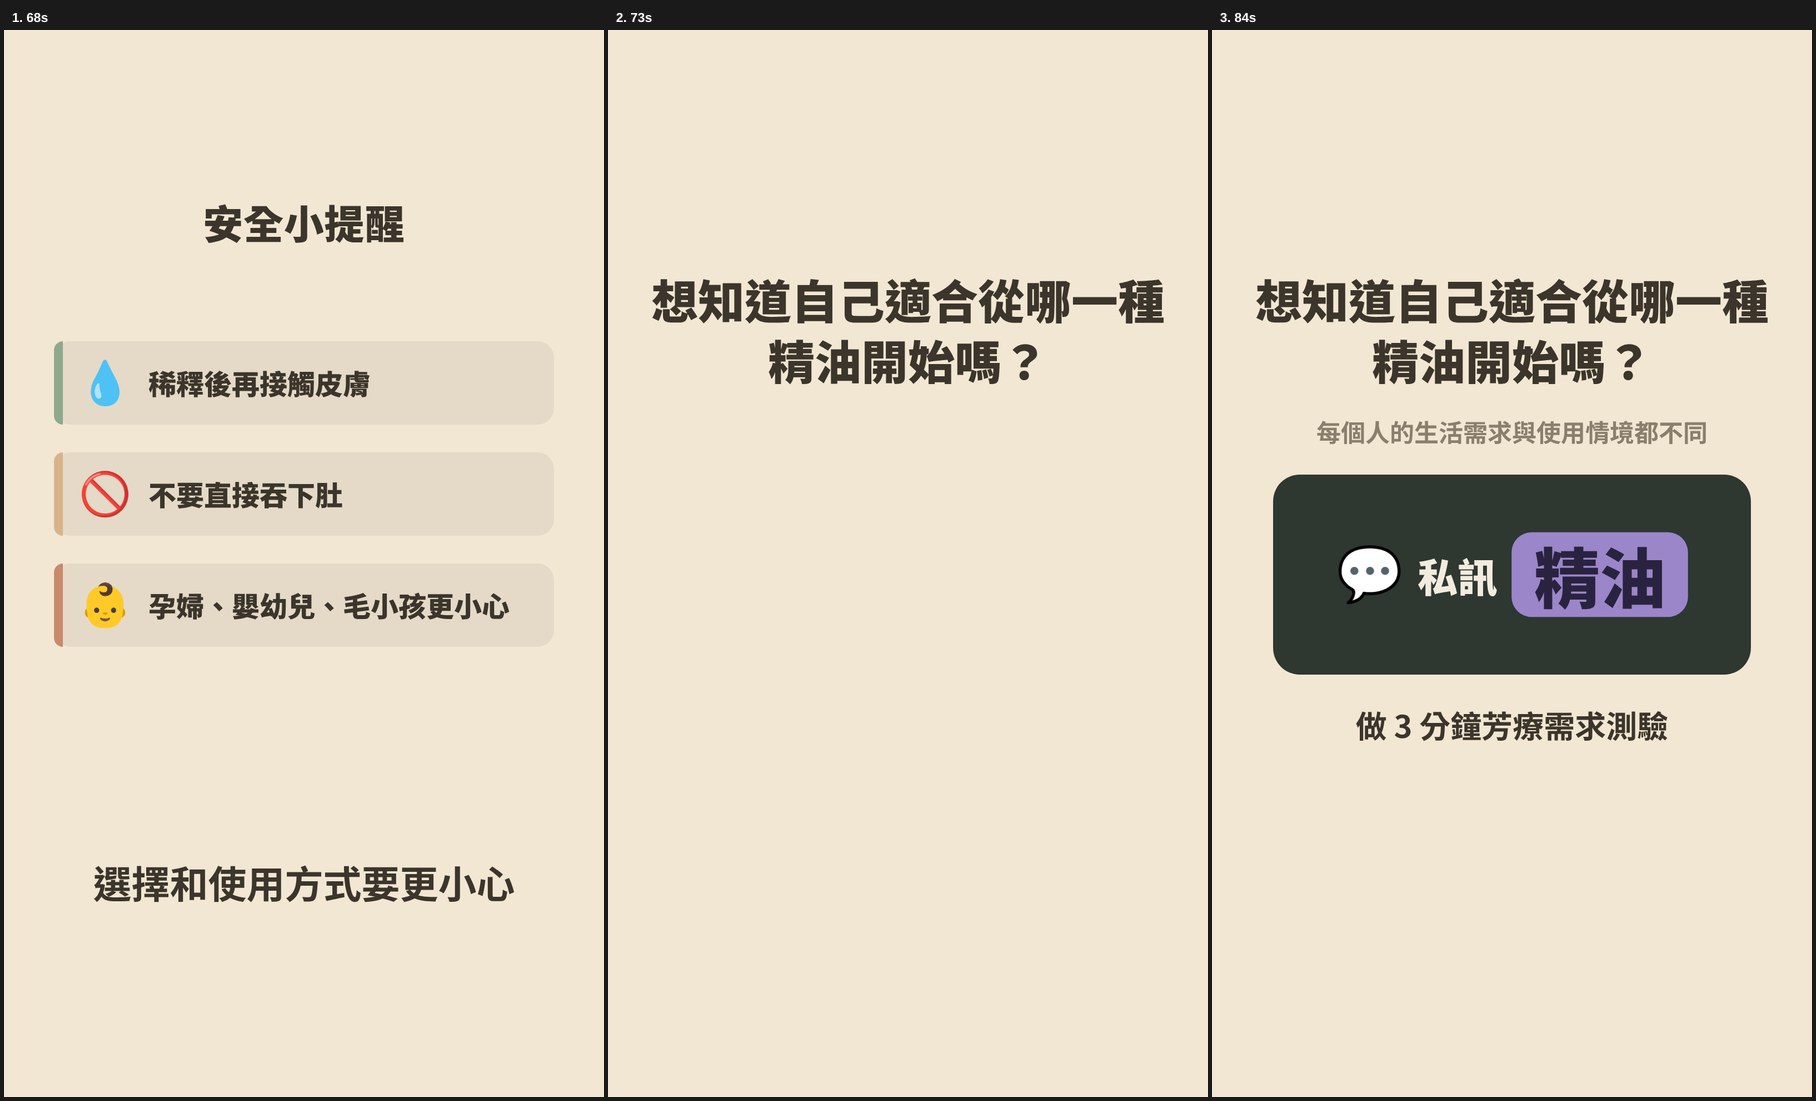 1. 68s
安全小提醒
稀釋後再接觸皮膚
不要直接吞下肚
孕婦、嬰幼兒、毛小孩更小心
選擇和使用方式要更小心
2. 73s
想知道自己適合從哪一種
精油開始嗎？
3. 84s
想知道自己適合從哪一種
精油開始嗎？
每個人的生活需求與使用情境都不同
私訊 精油
做 3 分鐘芳療需求測驗